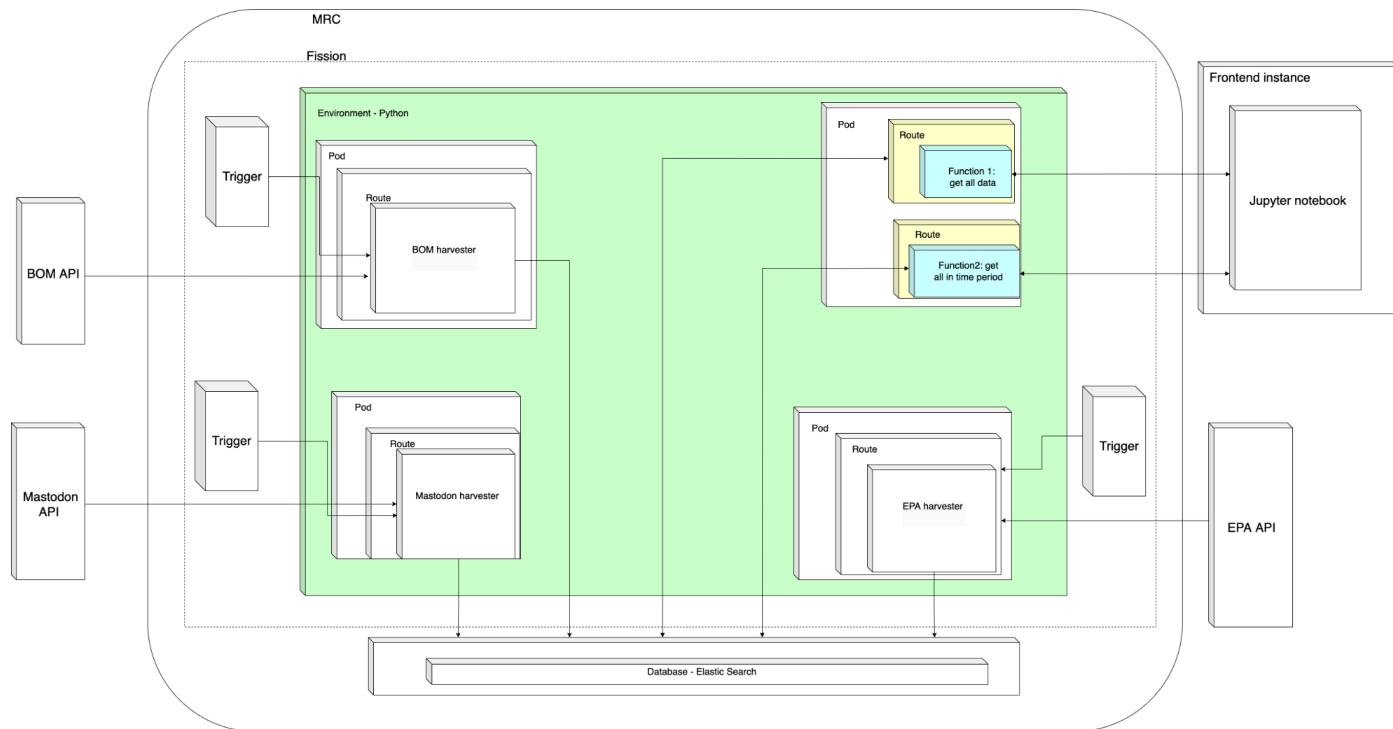 MRC
Fission
Frontend instance
Environment - Python
Pod
Route
Function 1:
get all data
Jupyter notebook
Route
Function2: get
all in time period
Pod
Trigger
Route
BOM harvester
BOM API
Trigger
Pod
Route
Mastodon harvester
Mastodon
API
Pod
Route
EPA harvester
Trigger
EPA API
Database - Elastic Search